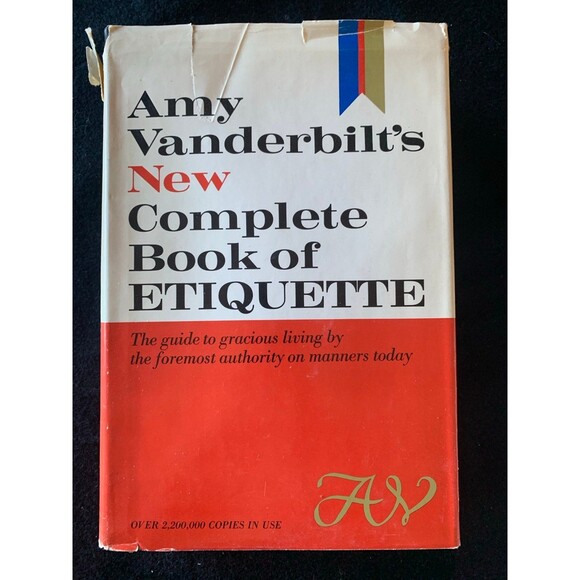 Amy
Vanderbilt's
New
Complete
Book of
ETIQUETTE
The guide to gracious living by
the foremost authority on manners today
AV
OVER 2,200,000 COPIES IN USE